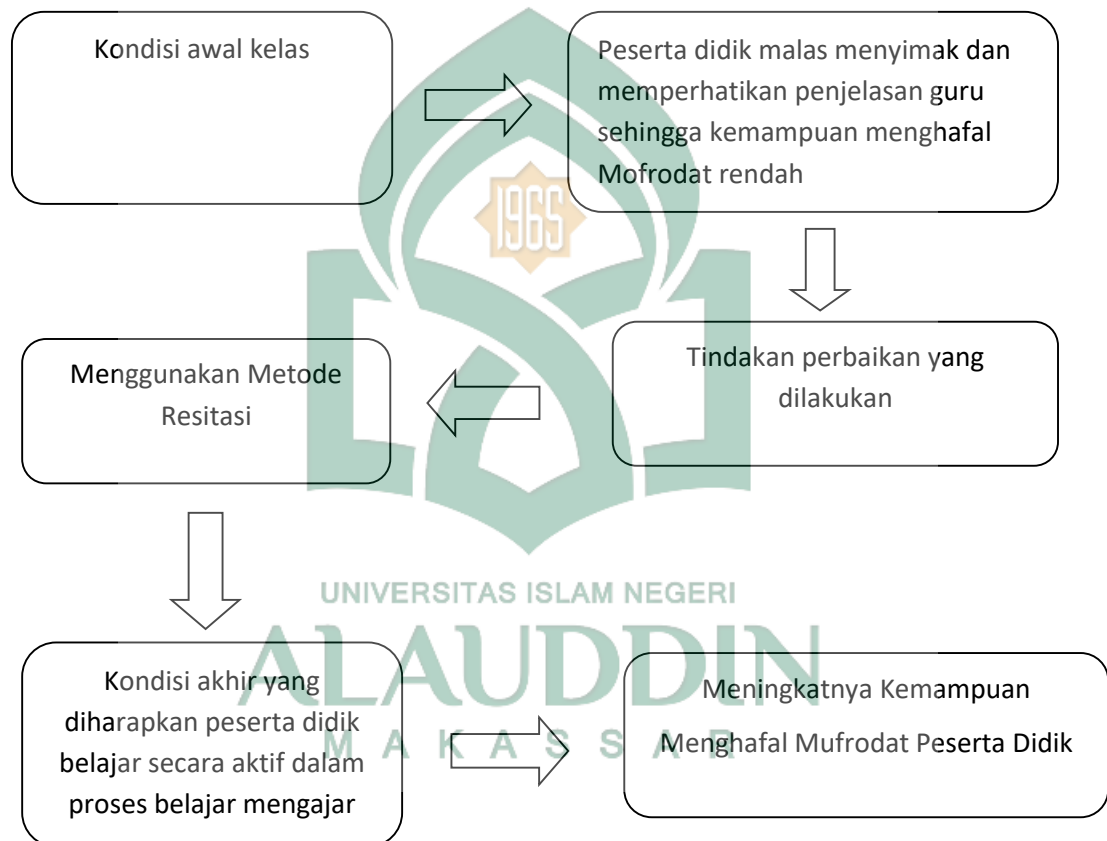 Kondisi awal kelas
Peserta didik malas menyimak dan
memperhatikan penjelasan guru
sehingga kemampuan menghafal
Mofrodat rendah
1965
Tindakan perbaikan yang
dilakukan
Menggunakan Metode
Resitasi
UNIVERSITAS ISLAM NEGERI
ALAUDDIN
MAKASSAR
Kondisi akhir yang
diharapkan peserta didik
belajar secara aktif dalam
proses belajar mengajar
Meningkatnya Kemampuan
Menghafal Mufrodat Peserta Didik